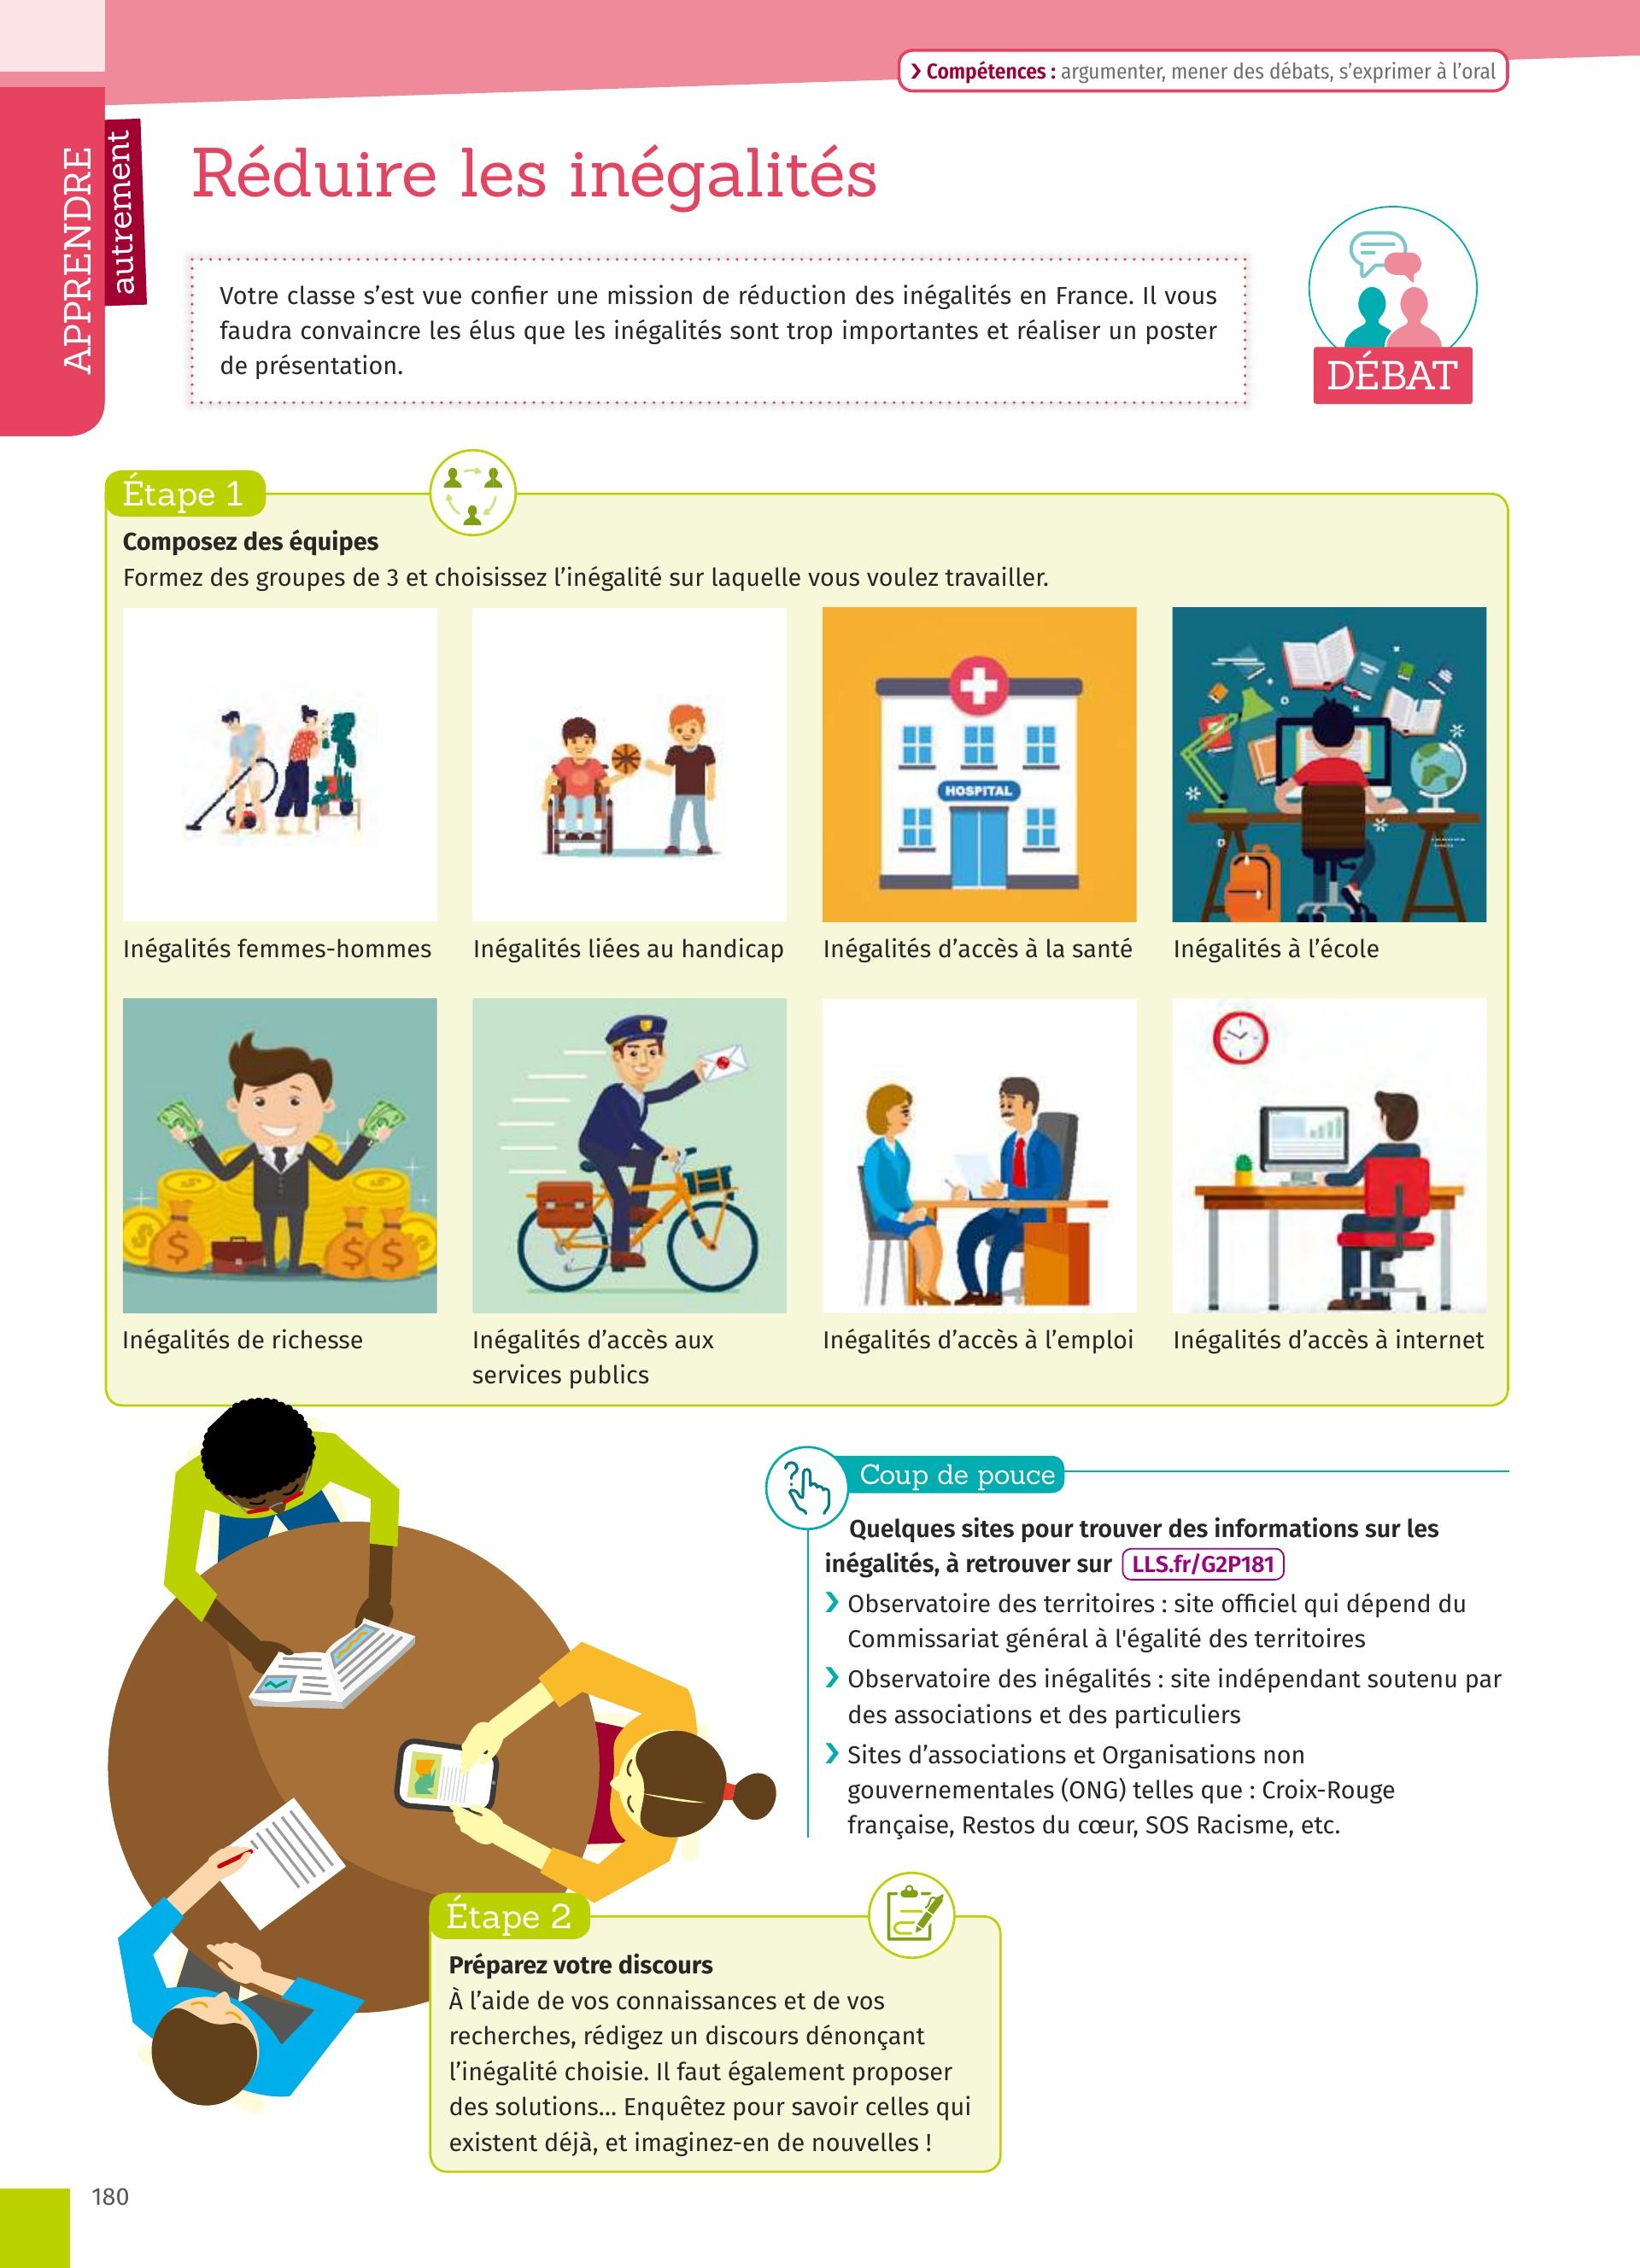 ❯ Compétences : argumenter, mener des débats, s’exprimer à l’oral
APPRENDRE
autrement
Réduire les inégalités
Votre classe s’est vue confier une mission de réduction des inégalités en France. Il vous
faudra convaincre les élus que les inégalités sont trop importantes et réaliser un poster
de présentation.
DÉBAT
Étape 1
Composez des équipes
Formez des groupes de 3 et choisissez l’inégalité sur laquelle vous voulez travailler.
HOSPITAL
Inégalités femmes-hommes
Inégalités liées au handicap
Inégalités d’accès à la santé
Inégalités à l’école
Inégalités de richesse
Inégalités d’accès aux
services publics
Inégalités d’accès à l’emploi
Inégalités d’accès à internet
Coup de pouce
Quelques sites pour trouver des informations sur les
inégalités, à retrouver sur LLS.fr/G2P181
❯ Observatoire des territoires : site officiel qui dépend du
Commissariat général à l'égalité des territoires
❯ Observatoire des inégalités : site indépendant soutenu par
des associations et des particuliers
❯ Sites d’associations et Organisations non
gouvernementales (ONG) telles que : Croix-Rouge
française, Restos du cœur, SOS Racisme, etc.
Étape 2
Préparez votre discours
À l’aide de vos connaissances et de vos
recherches, rédigez un discours dénonçant
l’inégalité choisie. Il faut également proposer
des solutions... Enquêtez pour savoir celles qui
existent déjà, et imaginez-en de nouvelles !
180